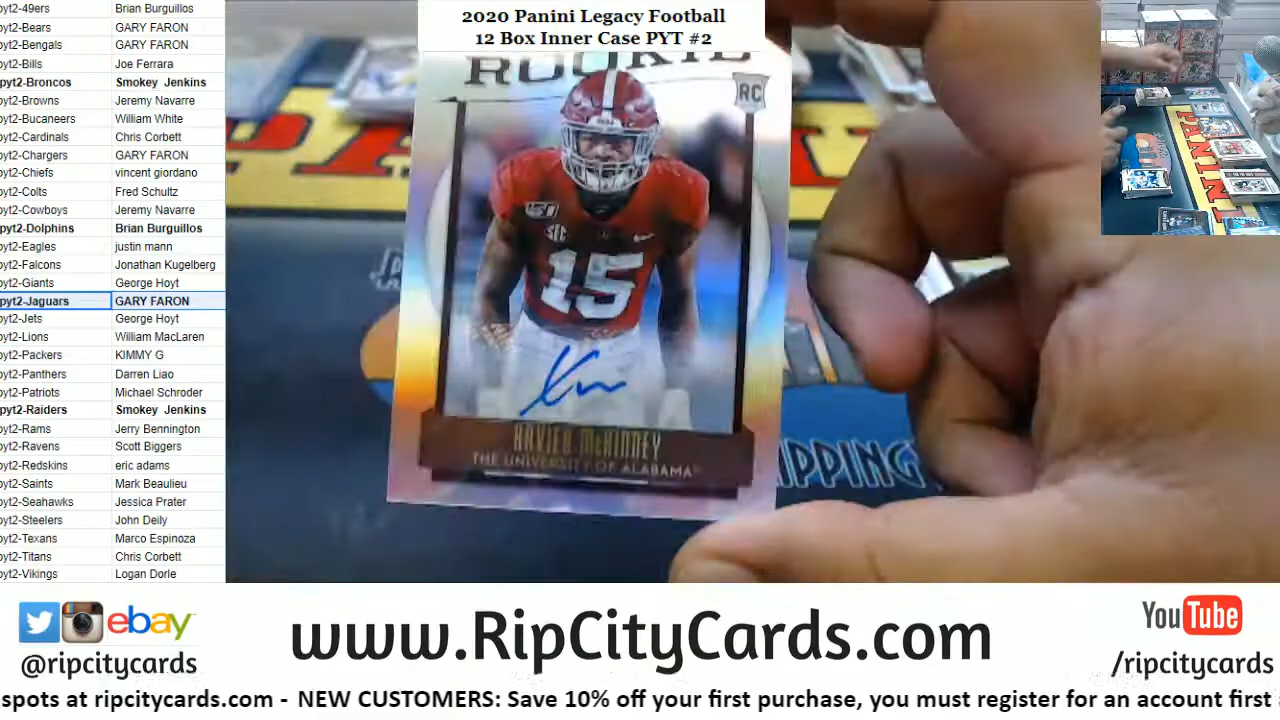 pyt2-49ers Brian Burguillos
pyt2-Bears GARY FARON
pyt2-Bengals GARY FARON
pyt2-Bills Joe Ferrara
pyt2-Broncos Smokey Jenkins
pyt2-Browns Jeremy Navarre
pyt2-Bucaneers William White
pyt2-Cardinals Chris Corbett
pyt2-Chargers GARY FARON
pyt2-Chiefs vincent giordano
pyt2-Colts Fred Schultz
pyt2-Cowboys Jeremy Navarre
pyt2-Dolphins Brian Burguillos
pyt2-Eagles justin mann
pyt2-Falcons Jonathan Kugelberg
pyt2-Giants George Hoyt
pyt2-Jaguars GARY FARON
pyt2-Jets George Hoyt
pyt2-Lions William MacLaren
pyt2-Packers KIMMY G
pyt2-Panthers Darren Liao
pyt2-Patriots Michael Schroder
pyt2-Raiders Smokey Jenkins
pyt2-Rams Jerry Bennington
pyt2-Ravens Scott Biggers
pyt2-Redskins eric adams
pyt2-Saints Mark Beaulieu
pyt2-Seahawks Jessica Prater
pyt2-Steelers John Deily
pyt2-Texans Marco Espinoza
pyt2-Titans Chris Corbett
pyt2-Vikings Logan Dorle
2020 Panini Legacy Football
12 Box Inner Case PYT #2
ROOKIE
RC
150
SEC
15
XAVIER McKINNEY
THE UNIVERSITY OF ALABAMA
IPPING
PANINI
ebay
@ripcitycards
www.RipCityCards.com
YouTube
/ripcitycards
spots at ripcitycards.com - NEW CUSTOMERS: Save 10% off your first purchase, you must register for an account first